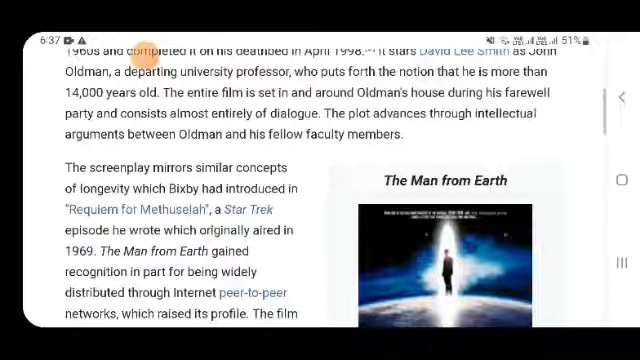 6:37
51%
1960s and completed it on his deathbed in April 1998. It stars David Lee Smith as John
Oldman, a departing university professor, who puts forth the notion that he is more than
14,000 years old. The entire film is set in and around Oldman's house during his farewell
party and consists almost entirely of dialogue. The plot advances through intellectual
arguments between Oldman and his fellow faculty members.
The screenplay mirrors similar concepts
of longevity which Bixby had introduced in
"Requiem for Methuselah", a Star Trek
episode he wrote which originally aired in
1969. The Man from Earth gained
recognition in part for being widely
distributed through Internet peer-to-peer
networks, which raised its profile. The film
The Man from Earth